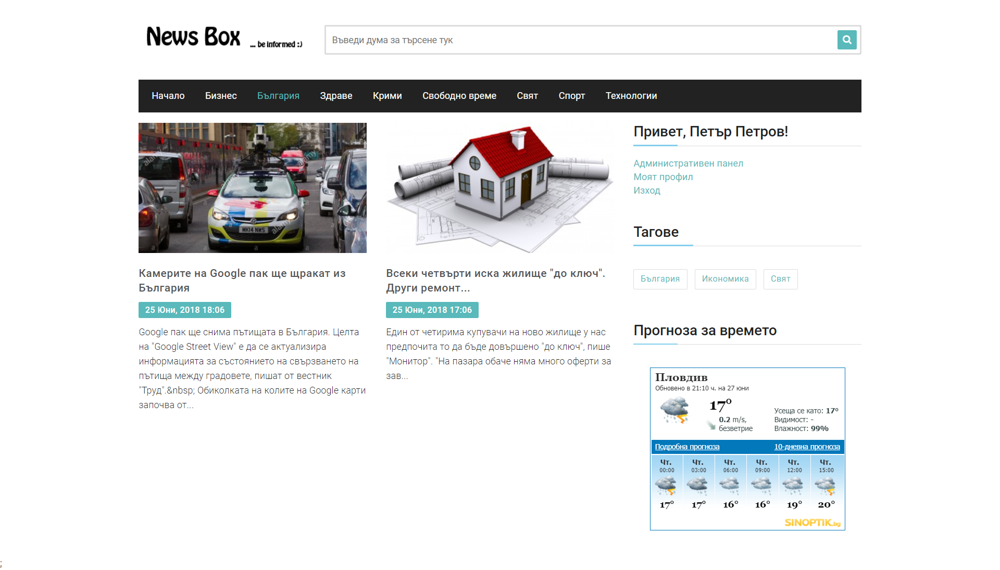 News Box ... be informed :)
Въведи дума за търсене тук
Начало Бизнес България Здраве Крими Свободно време Свят Спорт Технологии
alamy
alamy
alamy
MK14 NWS
Камерите на Google пак ще щракат из
България
25 Юни, 2018 18:06
Google пак ще снима пътищата в България. Целта
на "Google Street View" е да се актуализира
информацията за състоянието на свързването на
пътища между градовете, пишат от вестник
"Труд".&nbsp; Обиколката на колите на Google карти
започва от...
Всеки четвърти иска жилище "до ключ".
Други ремонт...
25 Юни, 2018 17:06
Един от четирима купувачи на ново жилище у нас
предпочита то да бъде довършено "до ключ", пише
"Монитор". "На пазара обаче няма много оферти за
зав...
Привет, Петър Петров!
Административен панел
Моят профил
Изход
Тагове
България Икономика Свят
Прогноза за времето
Пловдив
Обновено в 21:10 ч. на 27 юни
17°
0.2 m/s,
безветрие
Усеща се като: 17°
Видимост: -
Влажност: 99%
Подробна прогноза 10-дневна прогноза
Чт. Чт. Чт. Чт. Чт. Чт.
00:00 03:00 06:00 09:00 12:00 15:00
17° 17° 16° 16° 19° 20°
SINOPTIK.bg
;